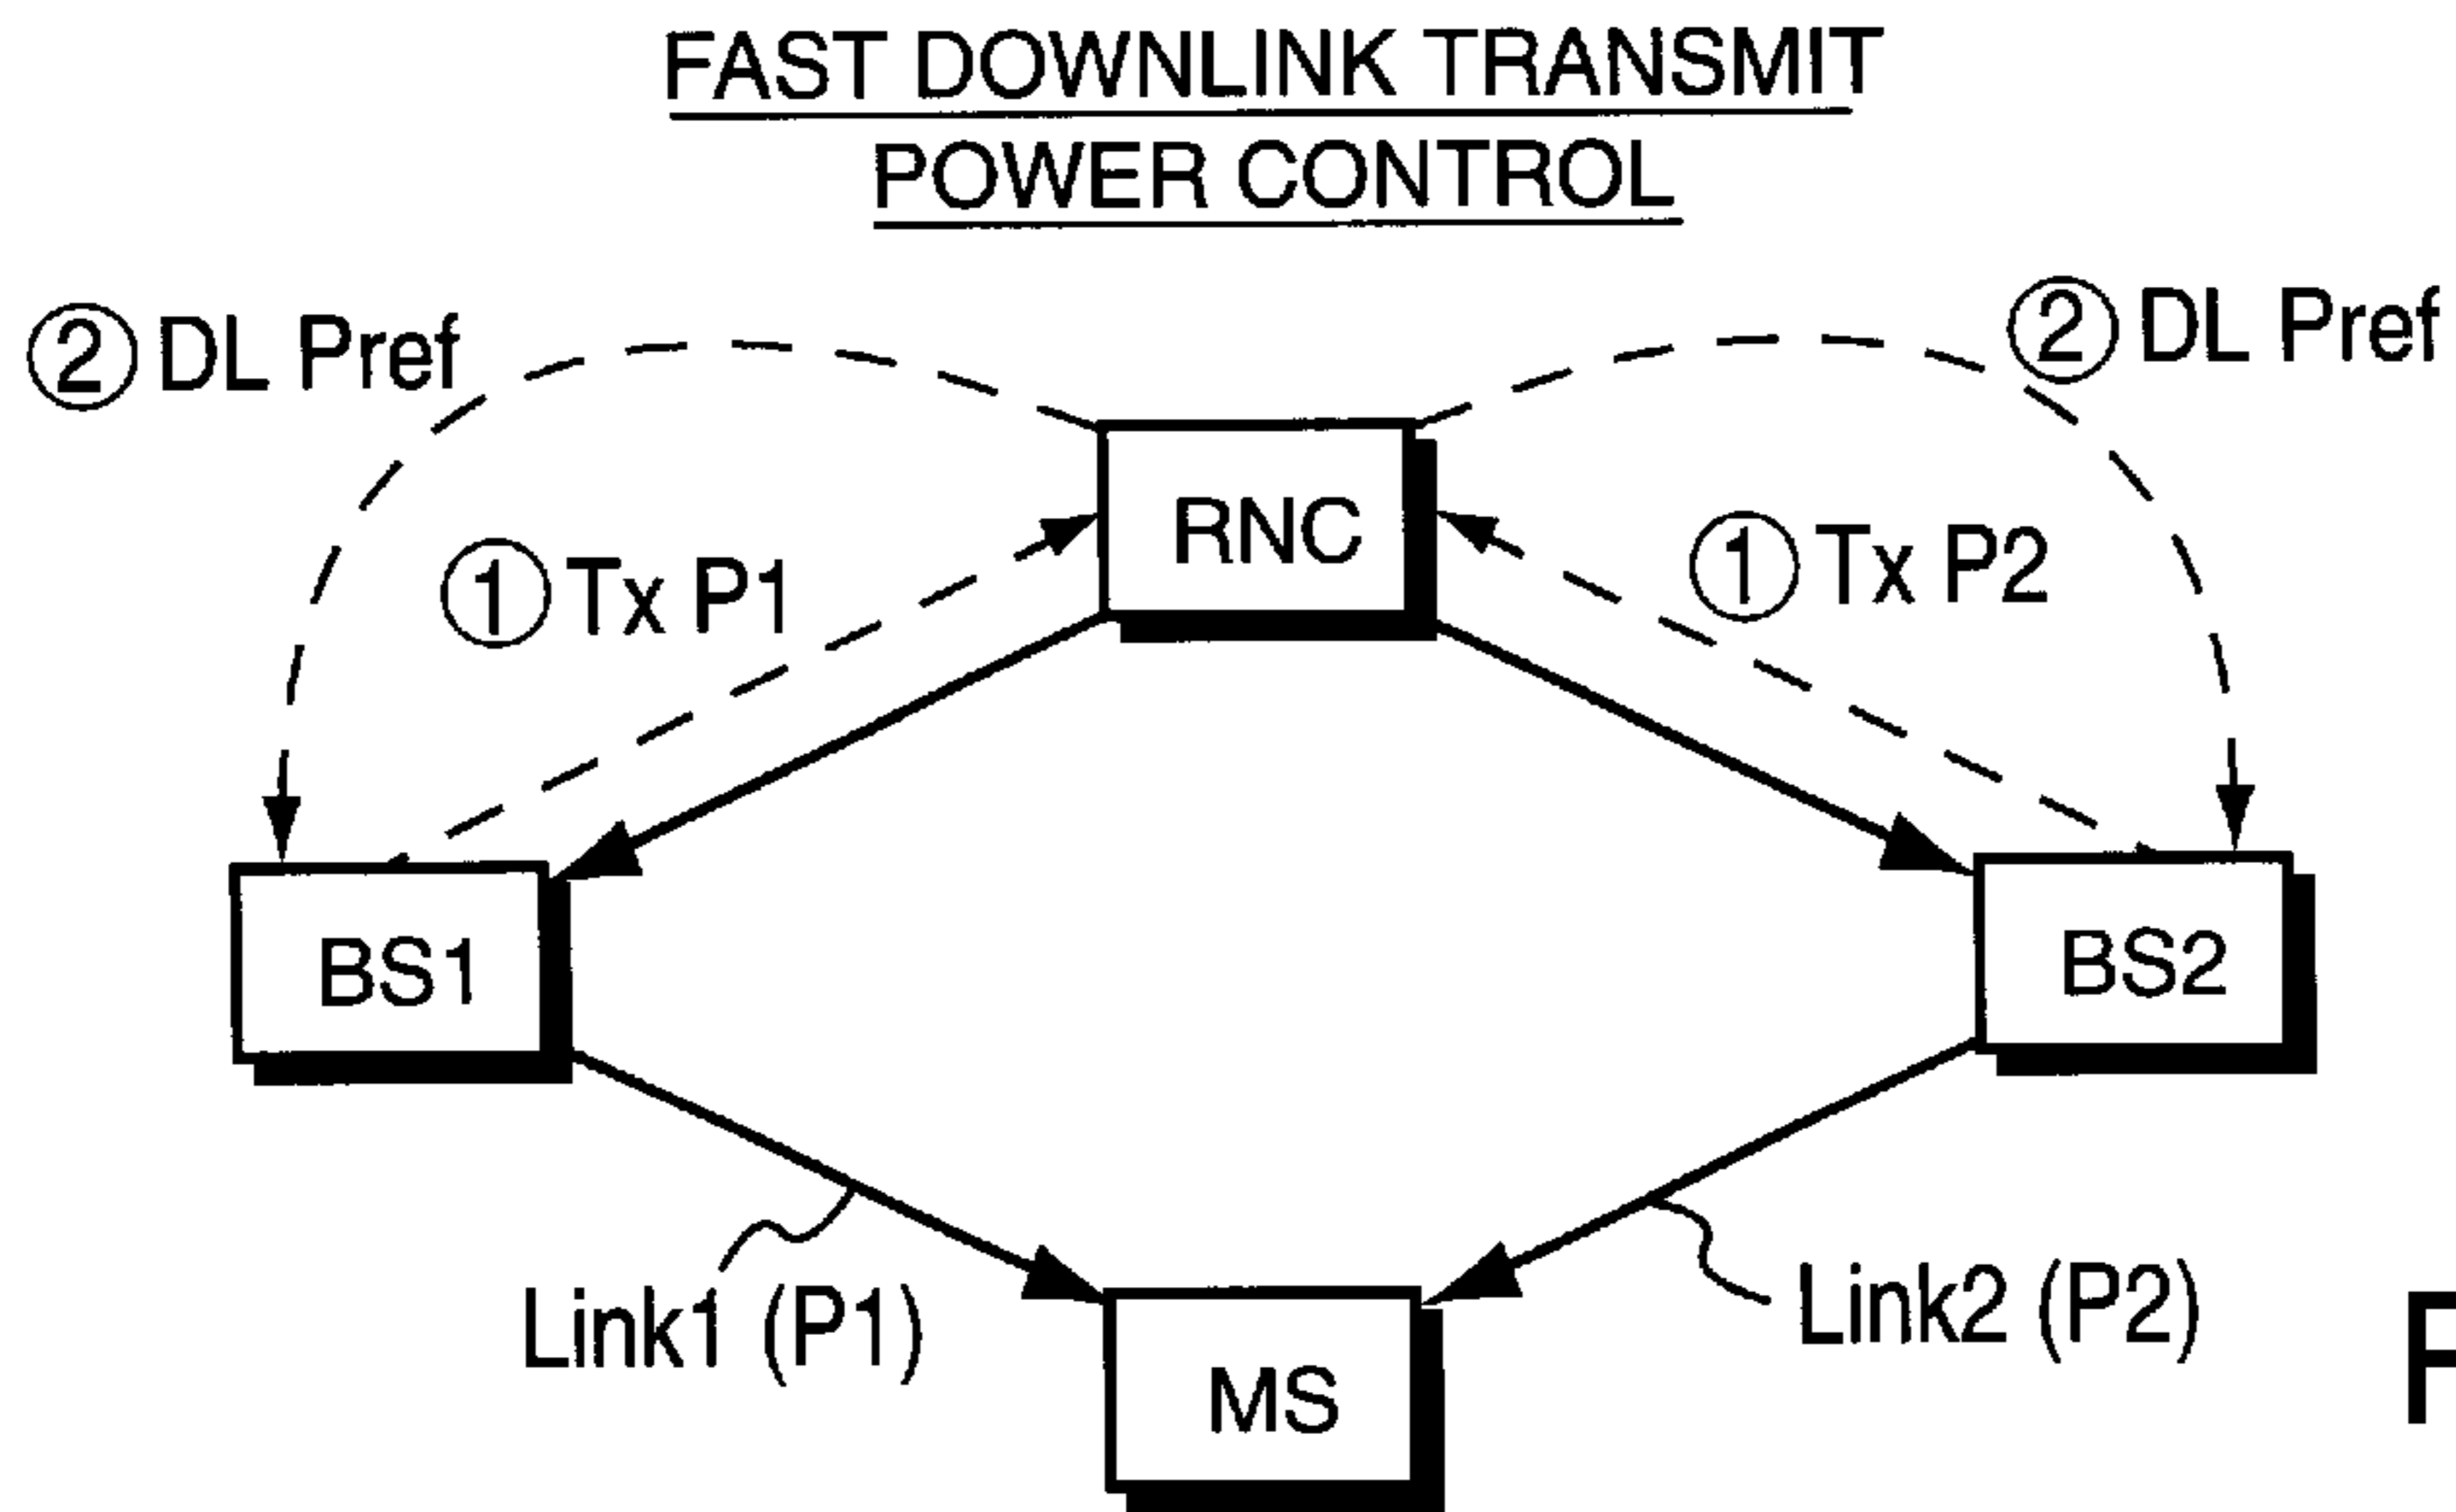 FAST DOWNLINK TRANSMIT
POWER CONTROL
② DL Pref
② DL Pref
RNC
① Tx P1
① Tx P2
BS1
BS2
Link1 (P1)
Link2 (P2)
MS